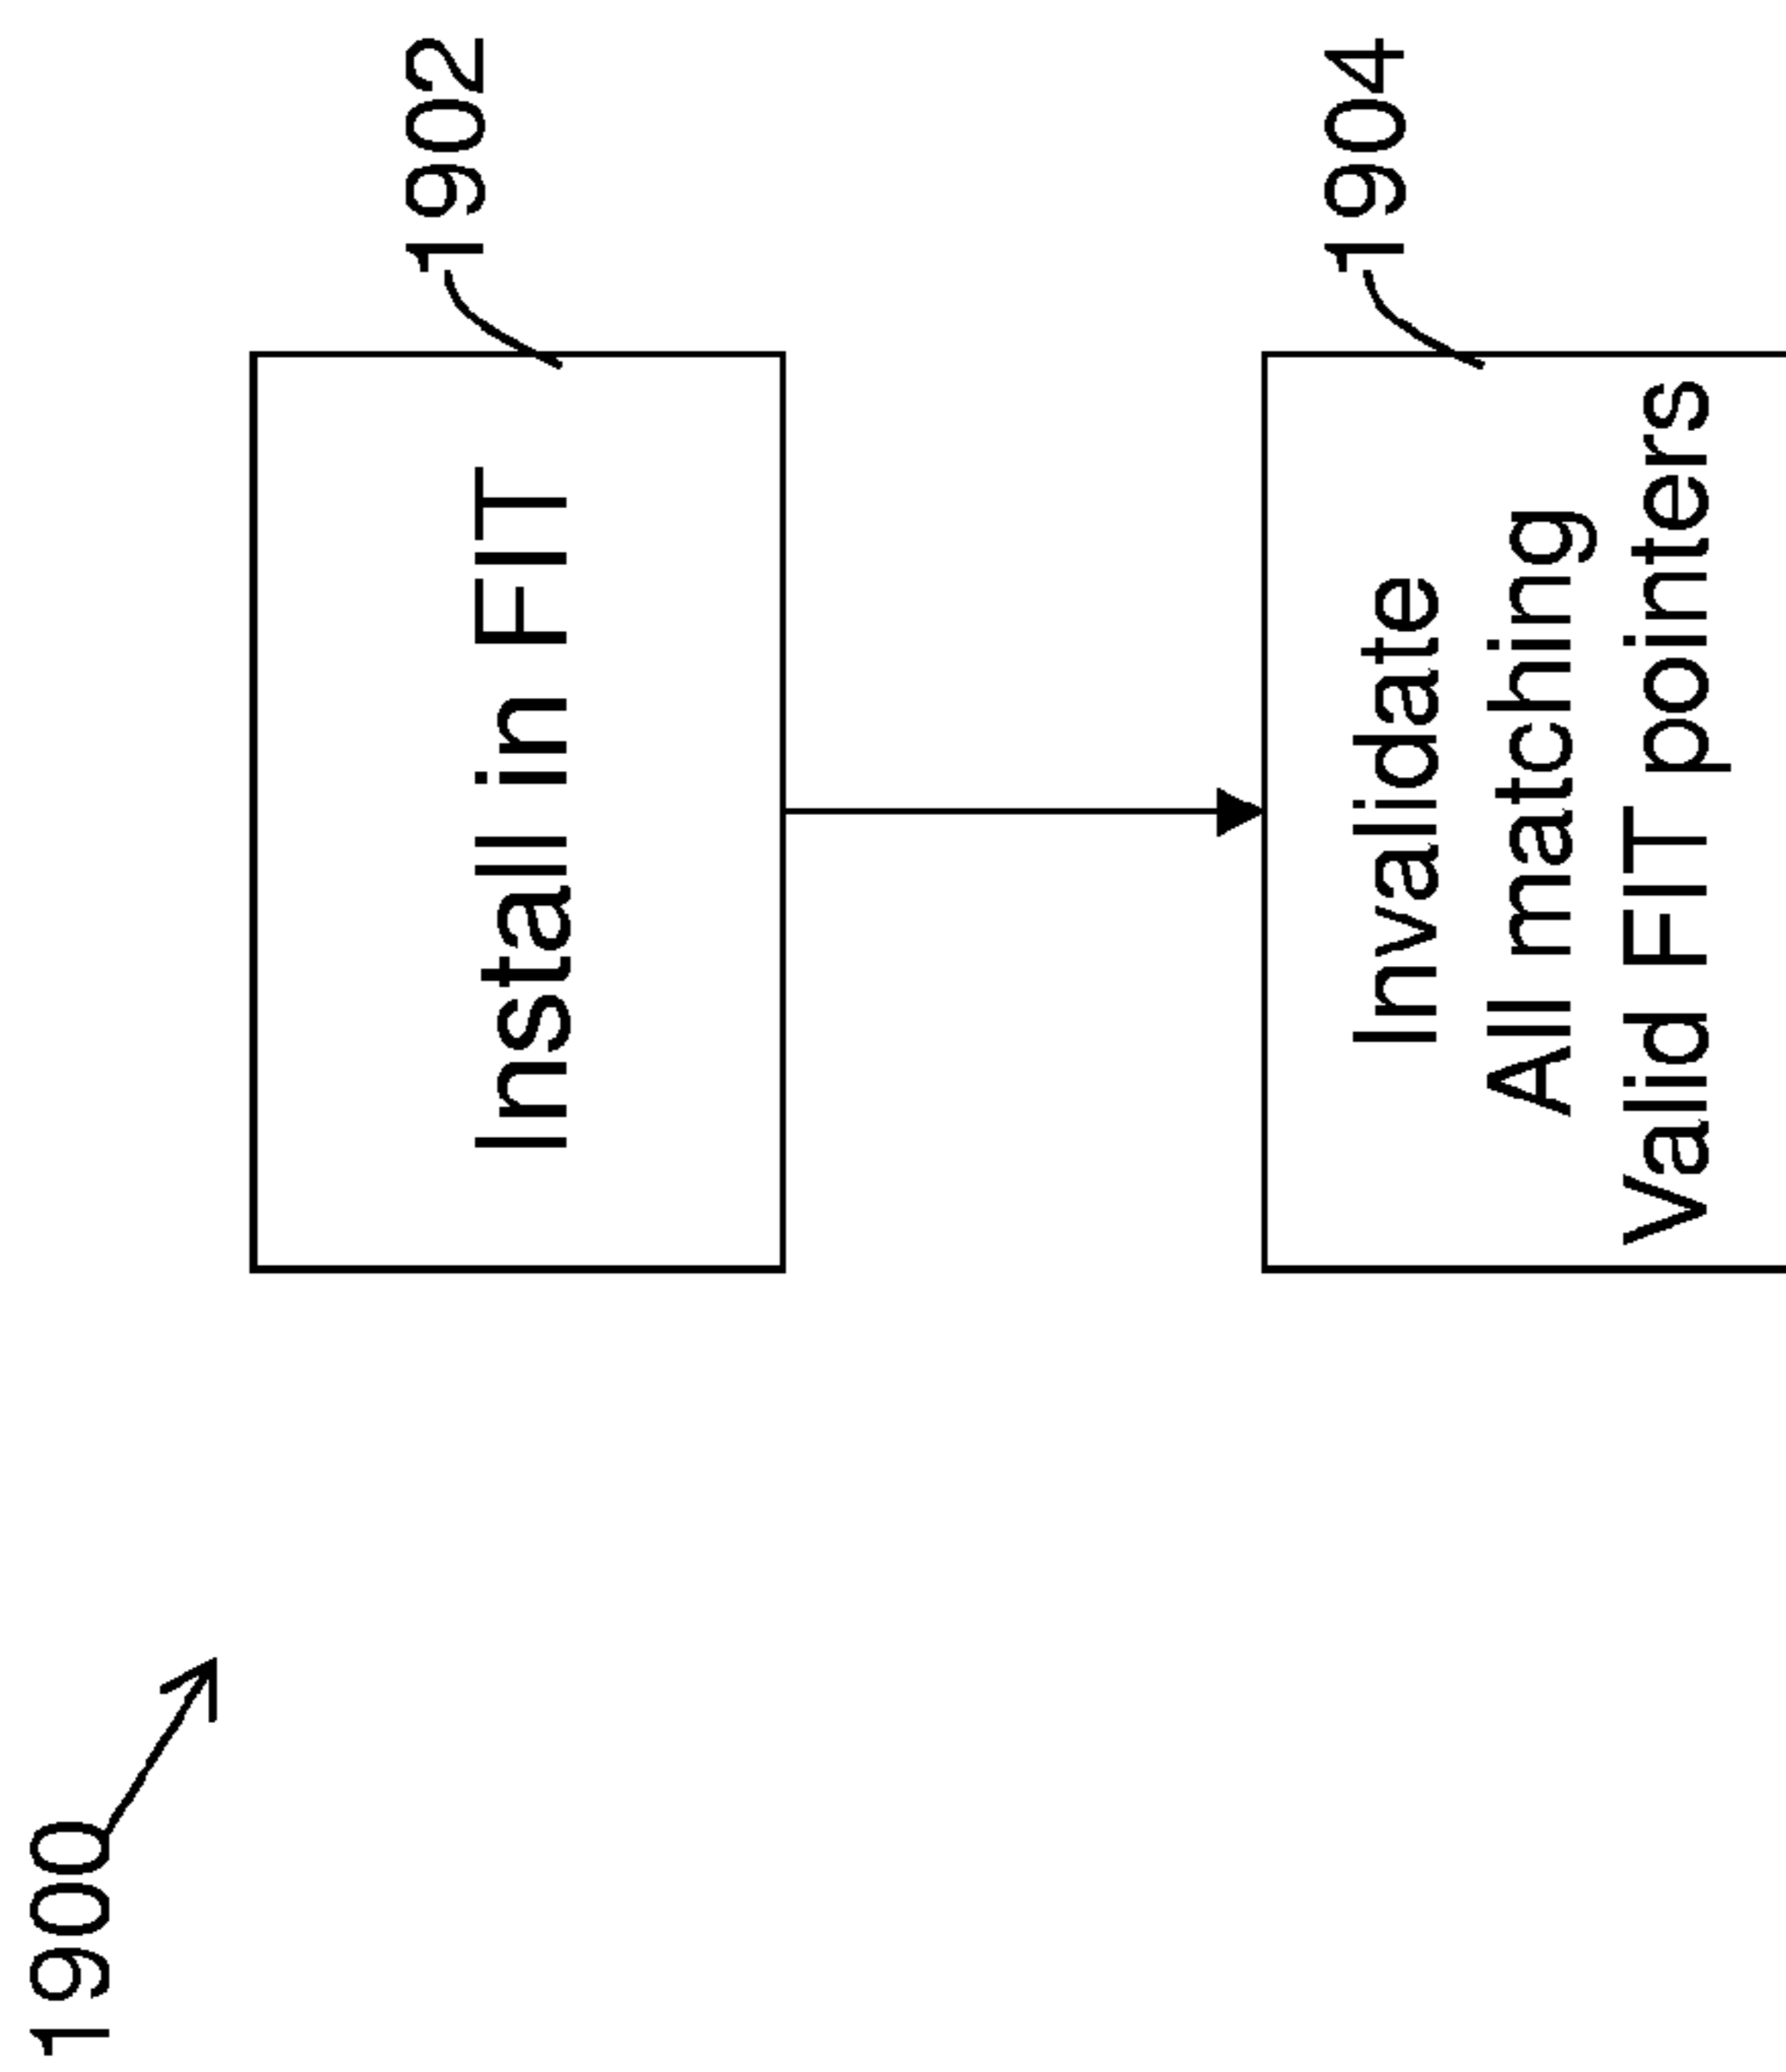 1900
1902
Install in FIT
1904
Invalidate
All matching
Valid FIT pointers